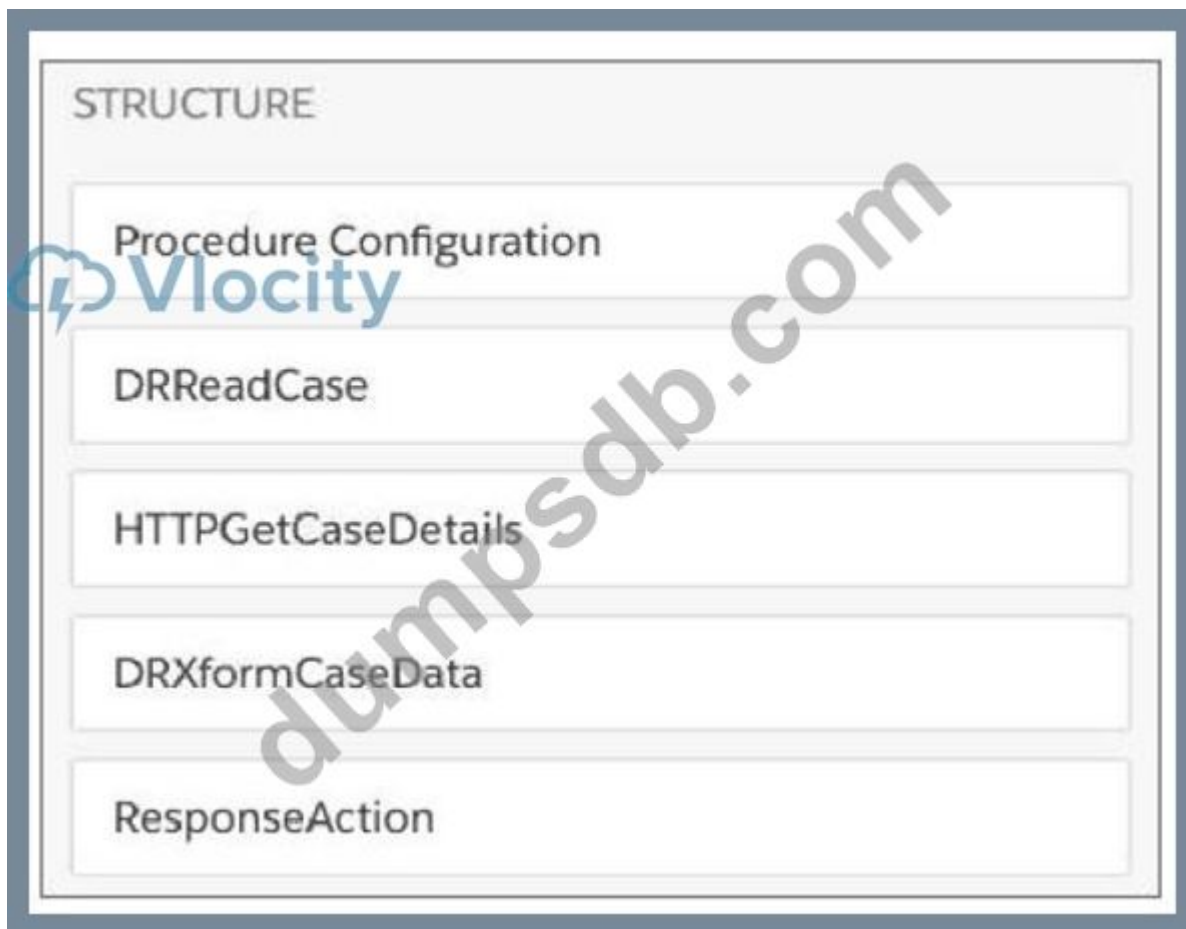 STRUCTURE
Procedure Configuration
Vlocity
DRReadCase
HTTPGetCaseDetails
DRXformCaseData
ResponseAction
dumpsdb.com